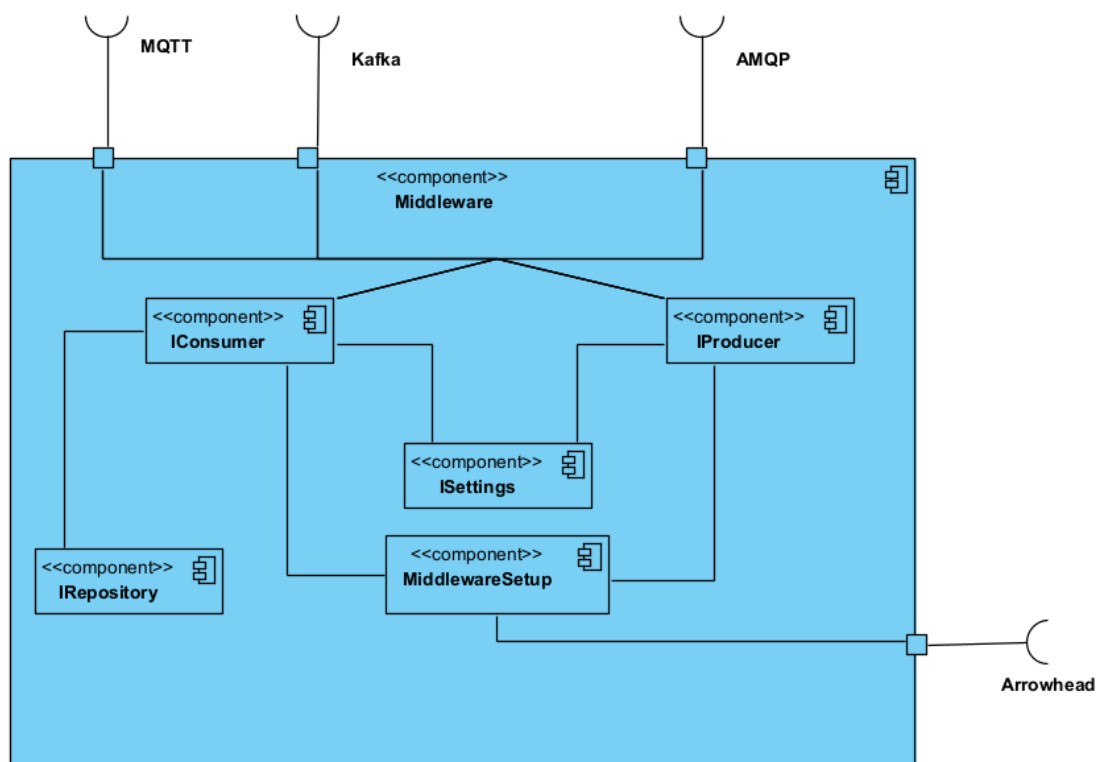 MQTT
Kafka
AMQP
<<component>>
Middleware
<<component>>
IConsumer
<<component>>
IProducer
<<component>>
ISettings
<<component>>
MiddlewareSetup
<<component>>
IRepository
Arrowhead